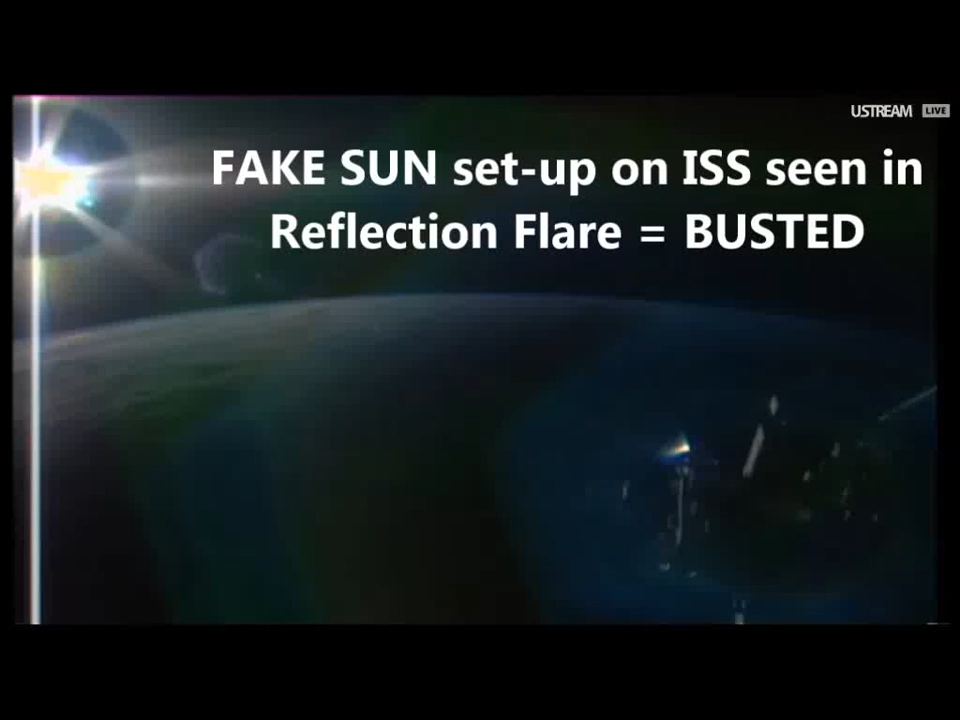 USTREAM LIVE
FAKE SUN set-up on ISS seen in
Reflection Flare = BUSTED